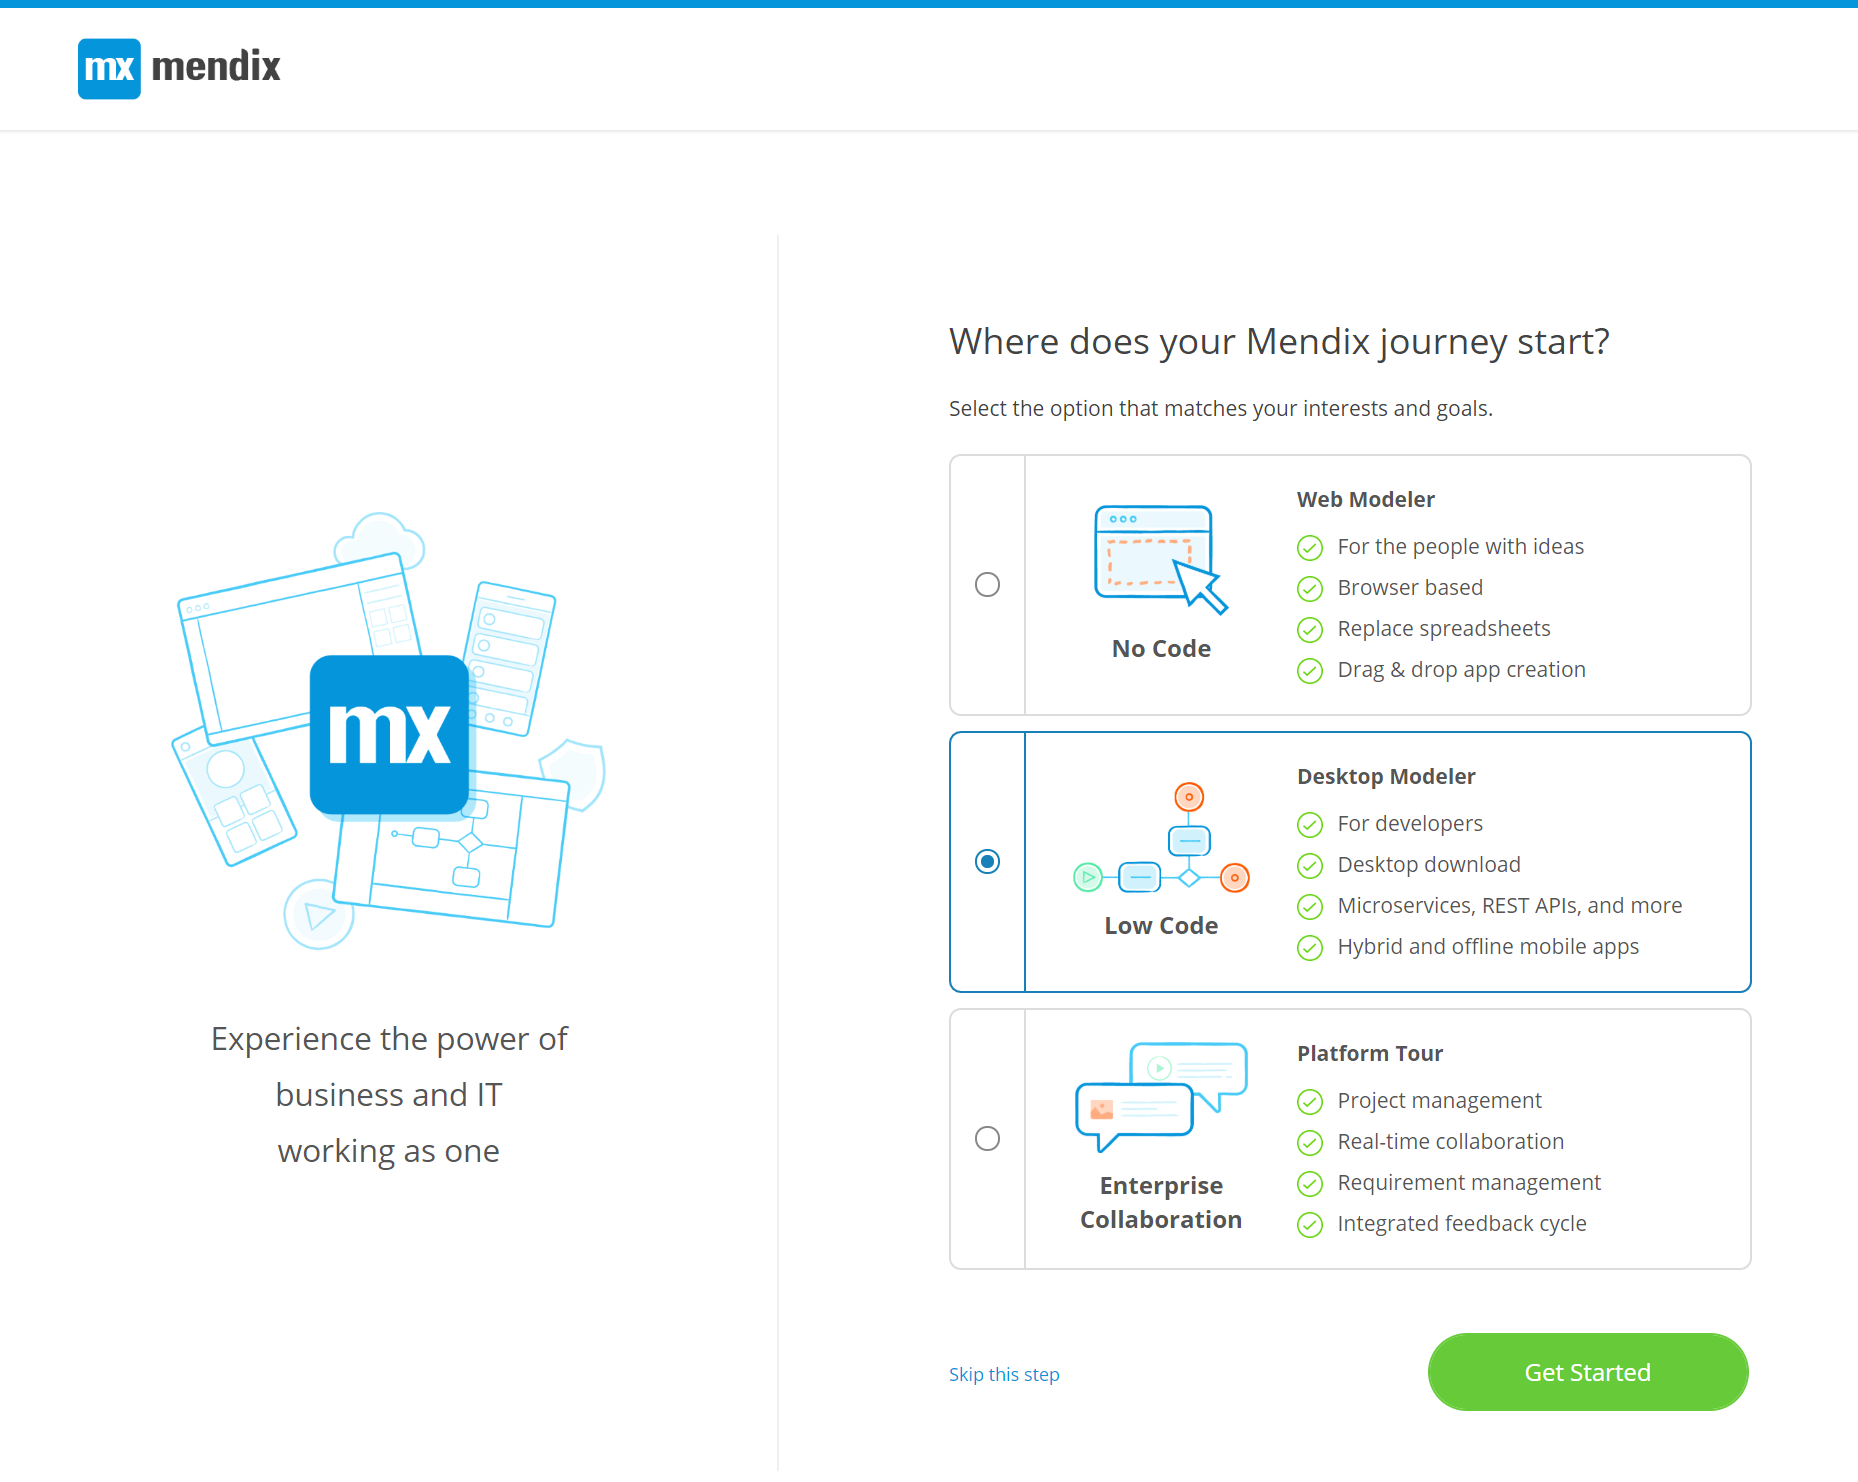 mx mendix
mx
Experience the power of
business and IT
working as one
Where does your Mendix journey start?
Select the option that matches your interests and goals.
No Code
Web Modeler
For the people with ideas
Browser based
Replace spreadsheets
Drag & drop app creation
Low Code
Desktop Modeler
For developers
Desktop download
Microservices, REST APIs, and more
Hybrid and offline mobile apps
Enterprise
Collaboration
Platform Tour
Project management
Real-time collaboration
Requirement management
Integrated feedback cycle
Skip this step
Get Started